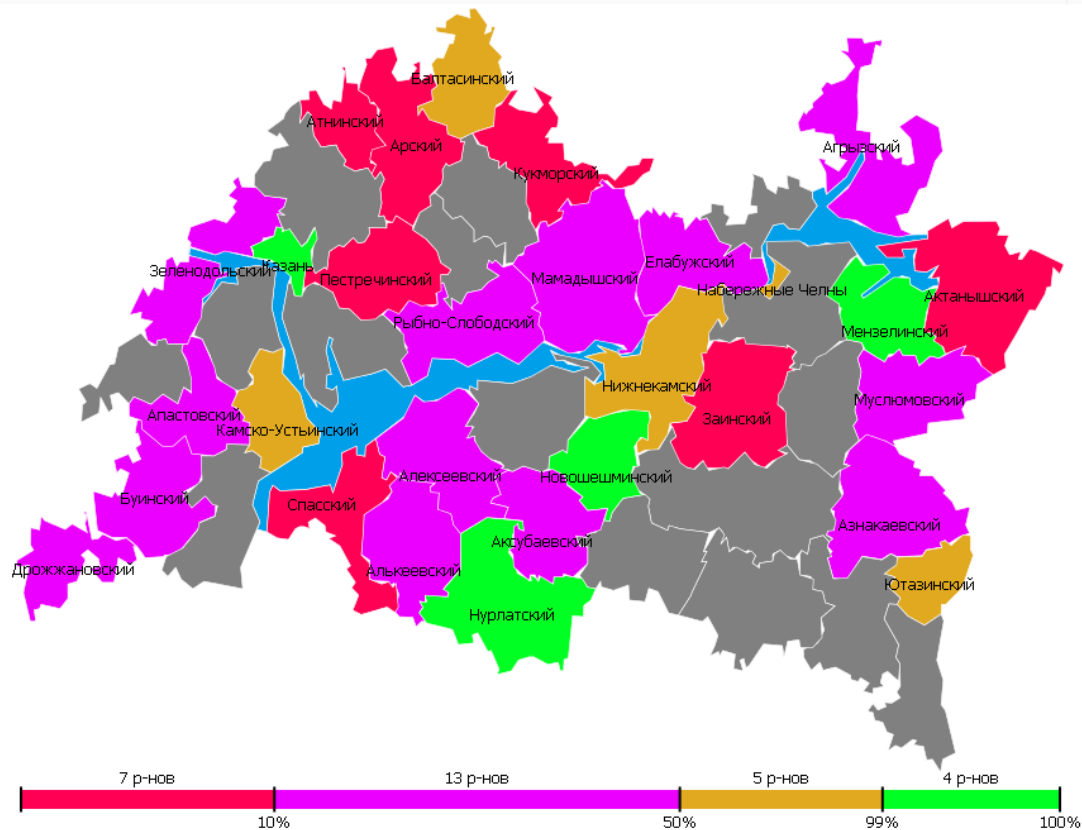 Балтасинский
Атнинский
Арский
Агрызский
Кукморский
Зеленодольский
Казань
Пестречинский
Мамадышский
Елабужский
Набережные Челны
Актанышский
Рыбно-Слободский
Мензелинский
Нижнекамский
Муслюмовский
Апастовский
Камско-Устьинский
Заинский
Алексеевский
Новошешминский
Буинский
Спасский
Азнакаевский
Аксубаевский
Дрожжановский
Алькеевский
Ютазинский
Нурлатский
7 р-нов 13 р-нов 5 р-нов 4 р-нов
10% 50% 99% 100%